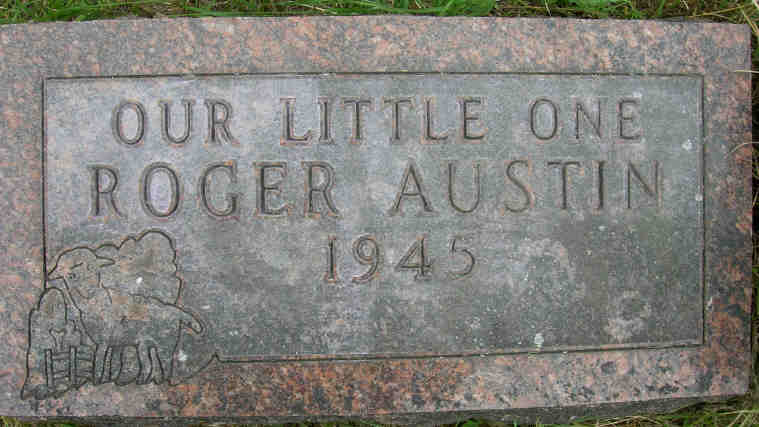 OUR LITTLE ONE
ROGER AUSTIN
1945